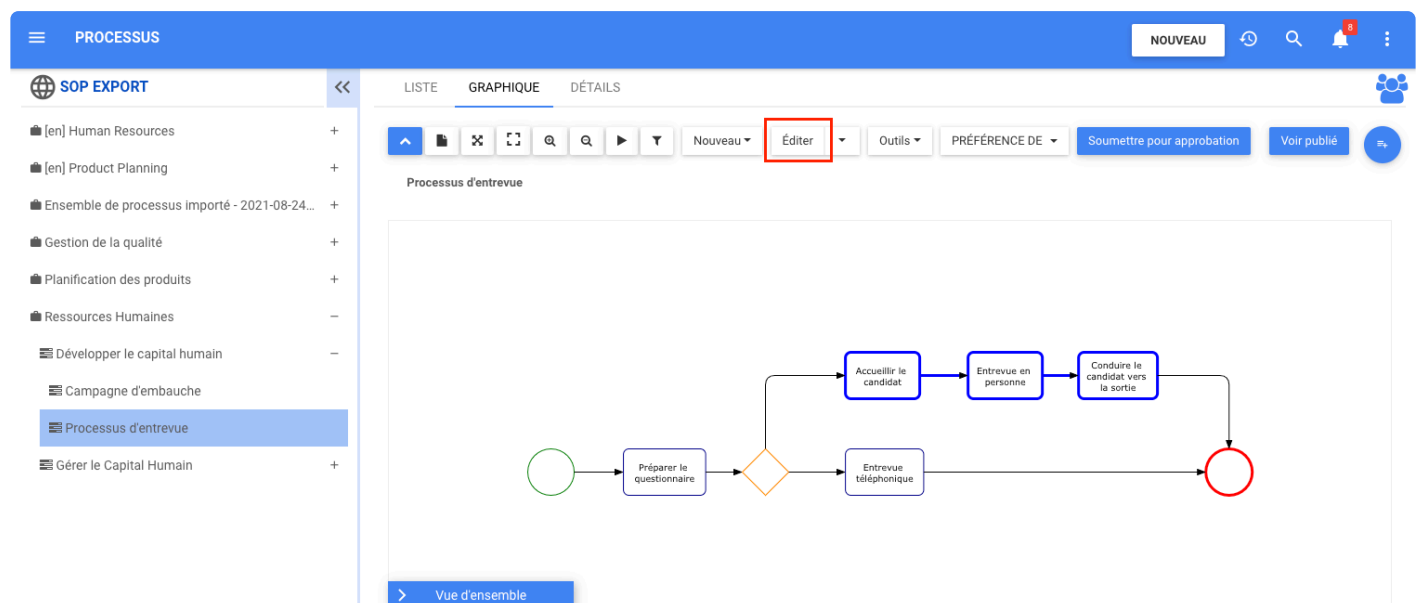 PROCESSUS
NOUVEAU
8
SOP EXPORT
LISTE
GRAPHIQUE
DÉTAILS
[en] Human Resources
[en] Product Planning
Ensemble de processus importé - 2021-08-24...
Gestion de la qualité
Planification des produits
Ressources Humaines
Développer le capital humain
Campagne d'embauche
Processus d'entrevue
Gérer le Capital Humain
Nouveau
Éditer
Outils
PRÉFÉRENCE DE
Soumettre pour approbation
Voir publié
Processus d'entrevue
Accueillir le
candidat
Entrevue en
personne
Conduire le
candidat vers
la sortie
Préparer le
questionnaire
Entrevue
téléphonique
Vue d'ensemble